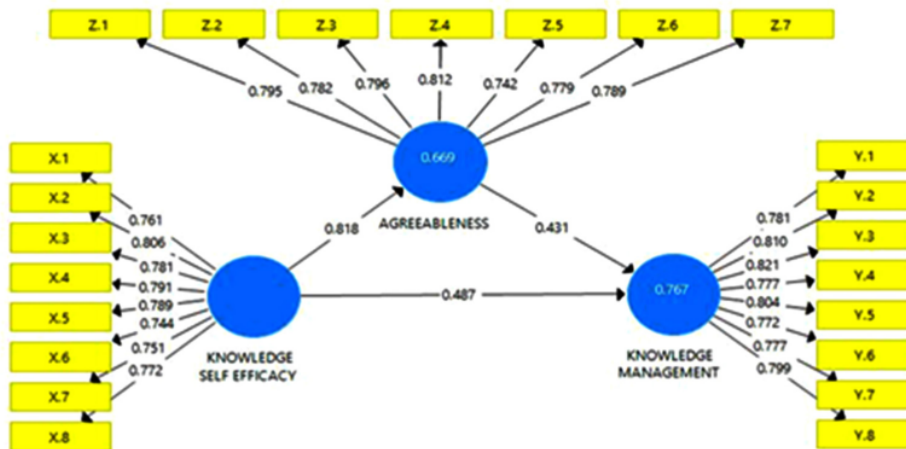 Z.1 Z.2 Z.3 Z.4 Z.5 Z.6 Z.7
0.795 0.782 0.796 0.812 0.742 0.779 0.789
0.669
AGREEABLENESS
X.1
X.2
X.3
X.4
X.5
X.6
X.7
X.8
0.761
0.806
0.781
0.791
0.789
0.744
0.751
0.772
KNOWLEDGE
SELF EFFICACY
0.818
0.487
0.431
0.767
KNOWLEDGE
MANAGEMENT
0.781
0.810
0.821
0.777
0.804
0.772
0.777
0.799
Y.1
Y.2
Y.3
Y.4
Y.5
Y.6
Y.7
Y.8